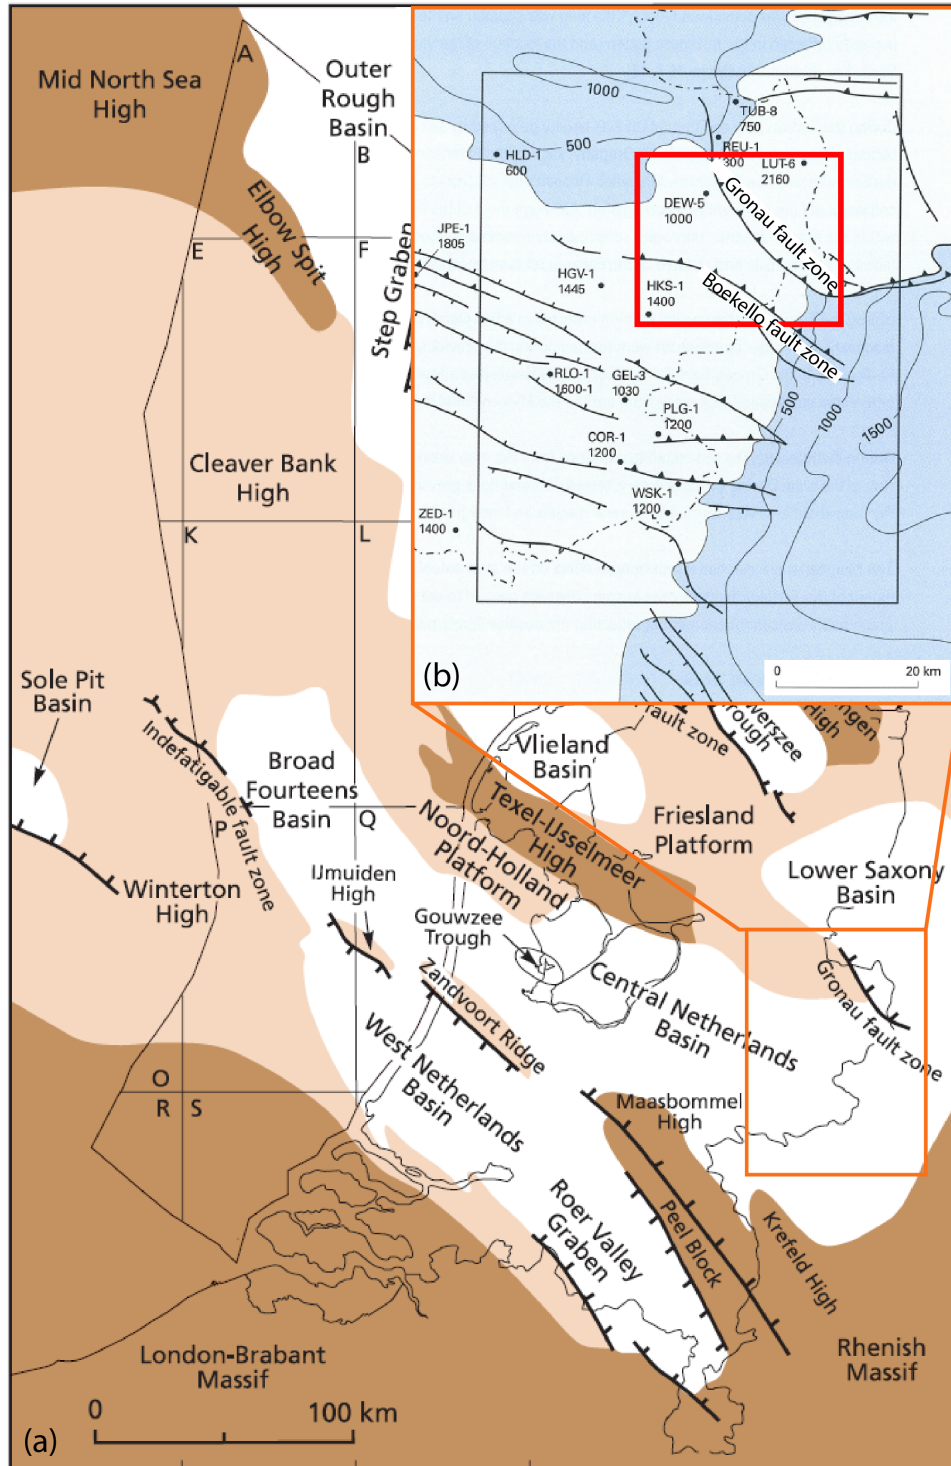 Mid North Sea
High
A
Outer
Rough
Basin
B
Elbow Spit
High
E
F
Step Graben
Cleaver Bank
High
K
L
Sole Pit
Basin
Indefatigable fault zone
Broad
Fourteens
Basin
P
Q
Winterton
High
IJmuiden
High
Vlieland
Basin
Texel-IJsselmeer
High
Noord-Holland
Platform
Gouwzee
Trough
Friesland
Platform
fault zone
Lower Saxony
Basin
Gronau fault zone
Central Netherlands
Basin
Zandvoort Ridge
West Netherlands
Basin
O
R
S
Maasbommel
High
Roer Valley
Graben
Peel Block
Krefeld High
Rhenish
Massif
London-Brabant
Massif
0
100 km
(a)
1000
500
TUB-8
750
REU-1
300
HLD-1
600
LUT-6
2160
DEW-5
1000
Gronau fault zone
JPE-1
1805
HGV-1
1445
HKS-1
1400
Boekello fault zone
RLO-1
1600-1
GEL-3
1030
PLG-1
1200
500
1000
1500
COR-1
1200
WSK-1
1200
ZED-1
1400
(b)
0
20 km